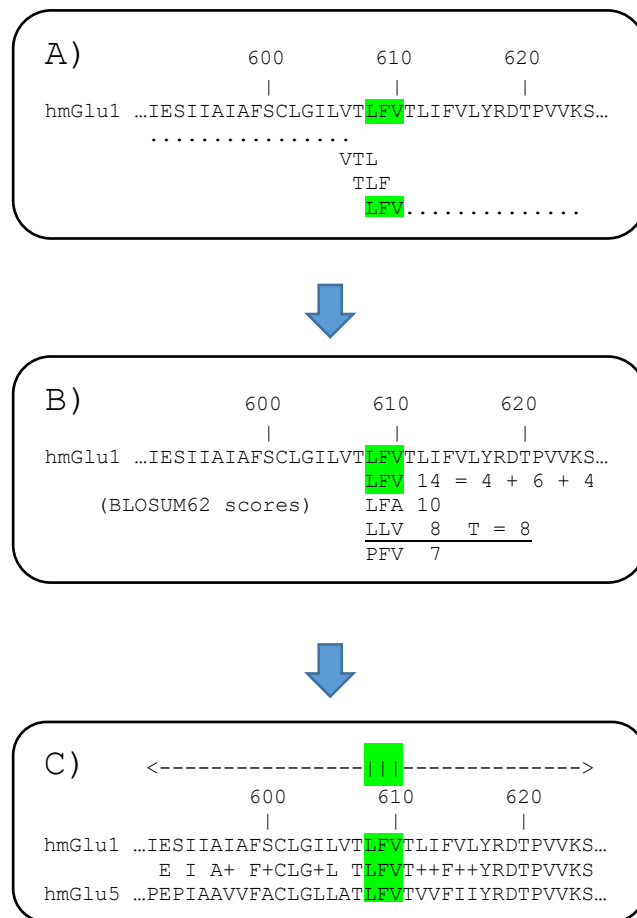 A)
600 610 620
| | |
hmGlu1 …IESIIAIAFSCLGILVTLFVTLIFVLYRDTPVVKS…
................
VTL
TLF
LFV..............
B)
600 610 620
| | |
hmGlu1 …IESIIAIAFSCLGILVTLFVTLIFVLYRDTPVVKS…
LFV 14 = 4 + 6 + 4
(BLOSUM62 scores) LFA 10
LLV 8 T = 8
PFV 7
C)
<----------------|||-------------->
600 610 620
| | |
hmGlu1 …IESIIAIAFSCLGILVTLFVTLIFVLYRDTPVVKS…
E I A+ F+CLG+L TLFVT++F++YRDTPVVKS
hmGlu5 …PEPIAAVVFACLGLLATLFVTVVFIIYRDTPVVKS…